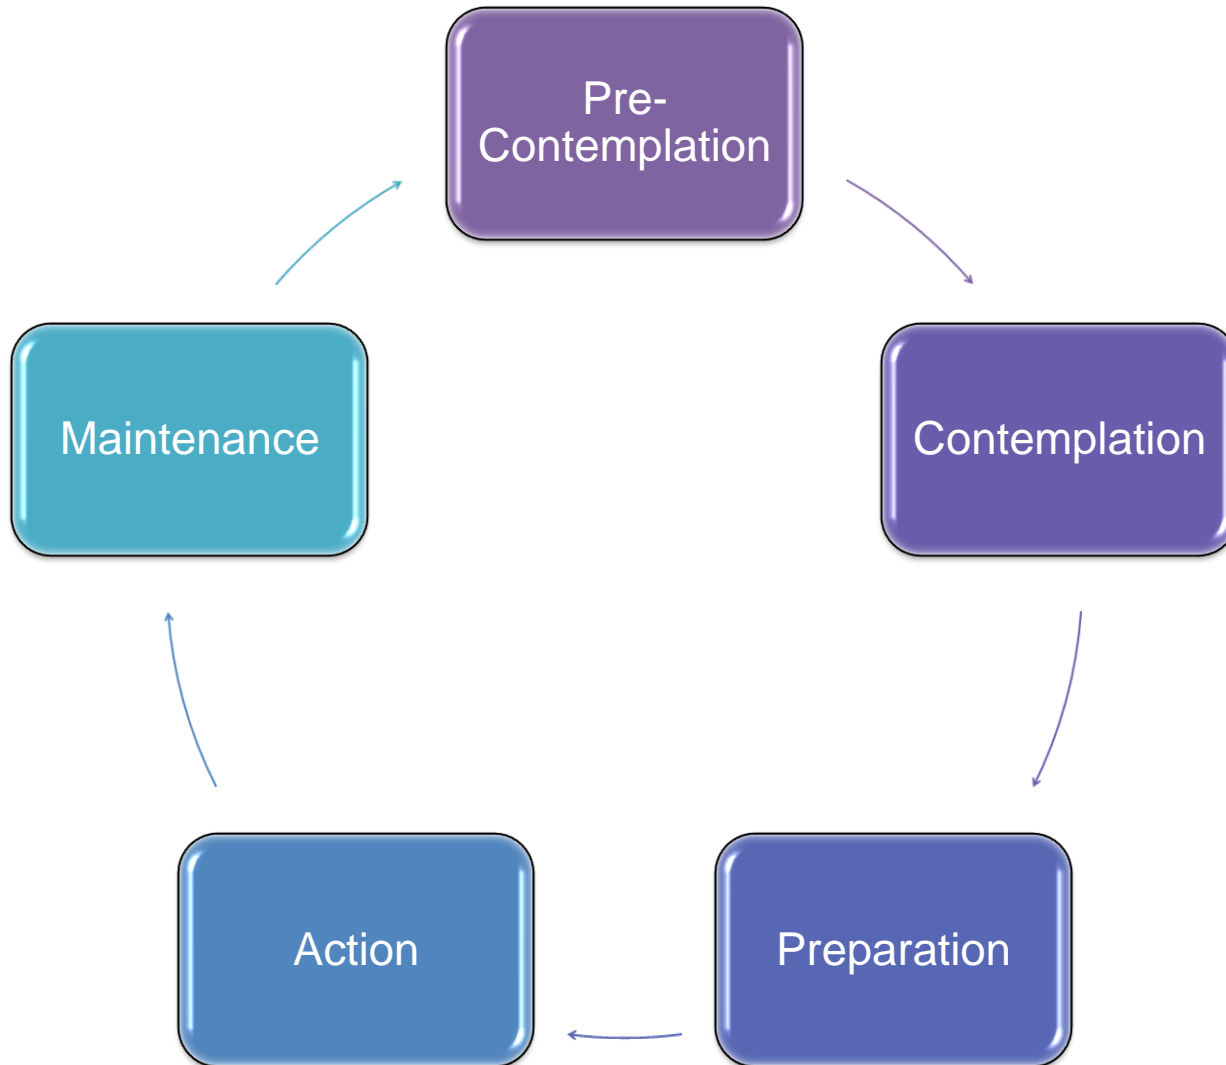 Pre-
Contemplation
Contemplation
Preparation
Action
Maintenance